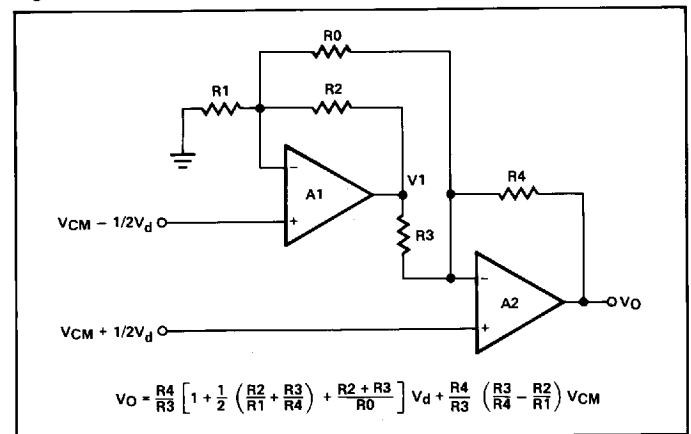 R0
R1
R2
V1
R4
−
A1
+
VCM − 1/2Vd
R3
−
A2
+
VO
VCM + 1/2Vd
VO = R4/R3 [1 + 1/2 (R2/R1 + R3/R4) + R2 + R3/R0] Vd + R4/R3 (R3/R4 − R2/R1) VCM